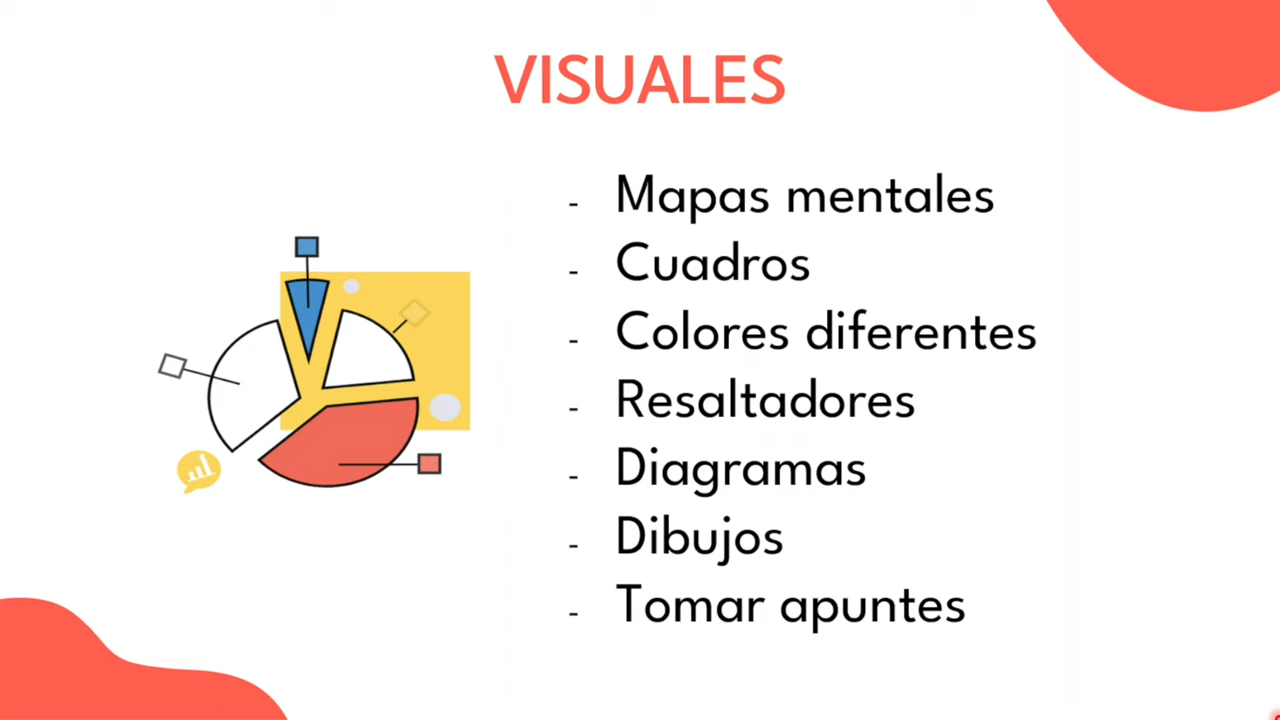 VISUALES
- Mapas mentales
- Cuadros
- Colores diferentes
- Resaltadores
- Diagramas
- Dibujos
- Tomar apuntes